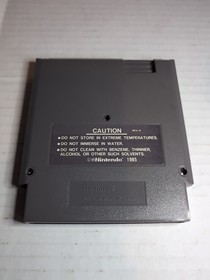 CAUTION
•DO NOT STORE IN EXTREME TEMPERATURES.
•DO NOT IMMERSE IN WATER.
•DO NOT CLEAN WITH BENZENE, THINNER,
ALCOHOL OR OTHER SUCH SOLVENTS.
©Nintendo 1985